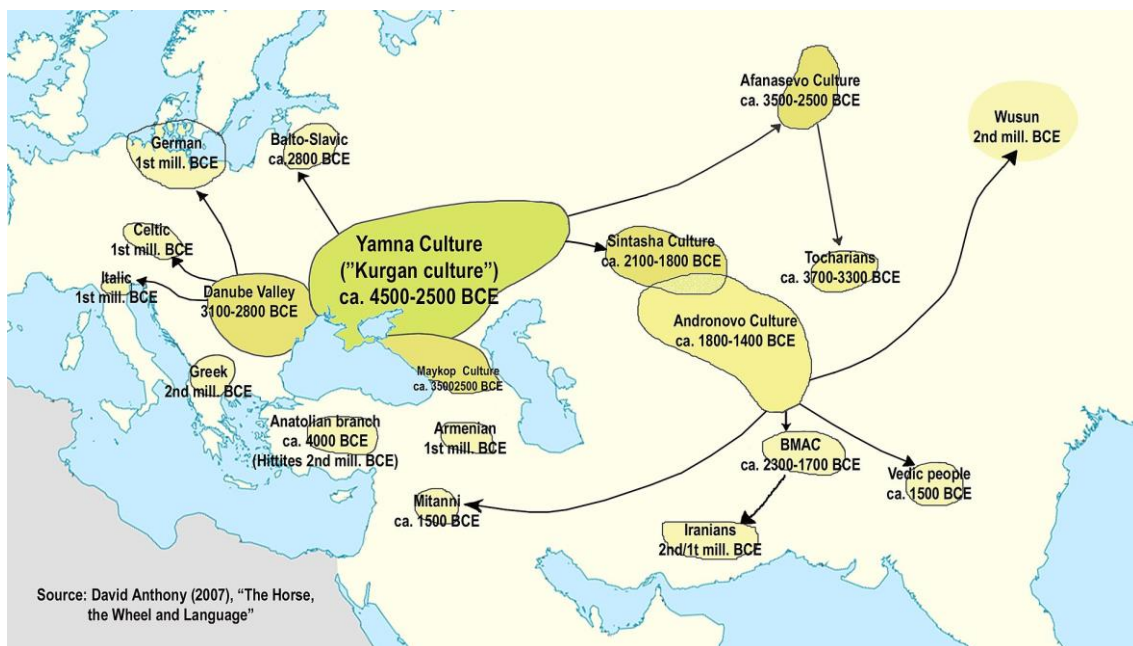 Afanasevo Culture
ca. 3500-2500 BCE
Wusun
2nd mill. BCE
German
1st mill. BCE
Balto-Slavic
ca.2800 BCE
Celtic
1st mill. BCE
Yamna Culture
("Kurgan culture")
ca. 4500-2500 BCE
Sintasha Culture
ca. 2100-1800 BCE
Tocharians
ca. 3700-3300 BCE
Italic
1st mill. BCE
Danube Valley
3100-2800 BCE
Andronovo Culture
ca. 1800-1400 BCE
Greek
2nd mill. BCE
Maykop Culture
ca. 35002500 BCE
Anatolian branch
ca. 4000 BCE
(Hittites 2nd mill. BCE)
Armenian
1st mill. BCE
BMAC
ca. 2300-1700 BCE
Vedic people
ca. 1500 BCE
Mitanni
ca. 1500 BCE
Iranians
2nd/1t mill. BCE
Source: David Anthony (2007), “The Horse,
the Wheel and Language”